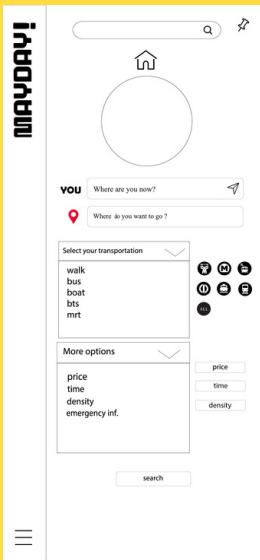 MAYDAY!
YOU
Where are you now?
Where do you want to go ?
Select your transportation
walk
bus
boat
bts
mrt
ALL
More options
price
time
density
emergency inf.
price
time
density
search